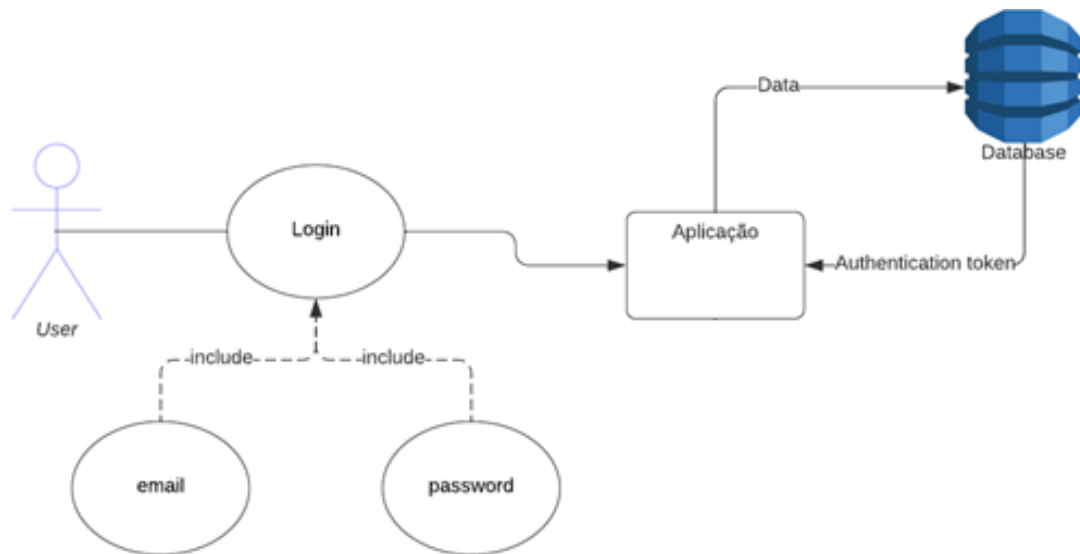 Data
Database
Login
Aplicação
Authentication token
User
include
include
email
password